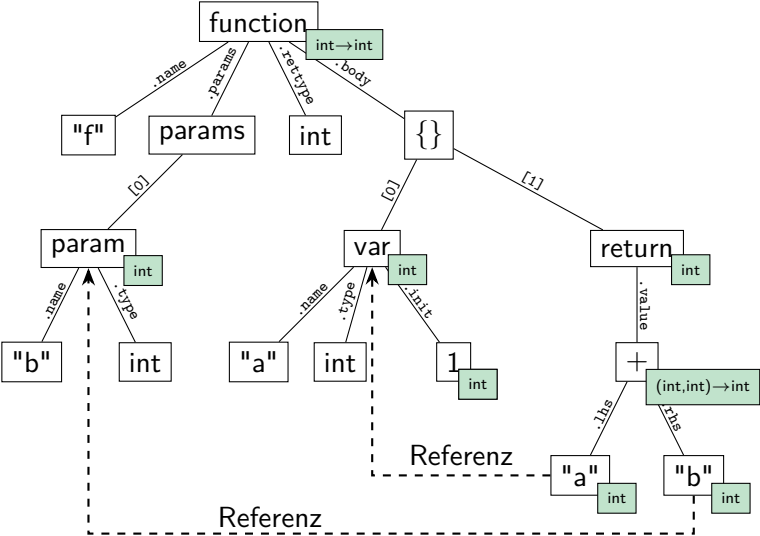 function
int→int
.name
.params
.rettype
.body
"f"
params
int
{}
[0]
[0]
[1]
param
int
var
int
return
int
.name
.type
.name
.type
.init
.value
"b"
int
"a"
int
1
int
+
(int,int)→int
.lhs
.rhs
Referenz
"a"
int
"b"
int
Referenz